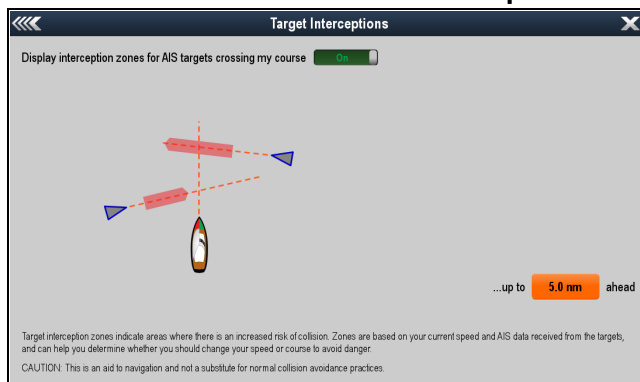 Target Interceptions
Display interception zones for AIS targets crossing my course On
...up to 5.0 nm ahead
Target interception zones indicate areas where there is an increased risk of collision. Zones are based on your current speed and AIS data received from the targets,
and can help you determine whether you should change your speed or course to avoid danger.
CAUTION: This is an aid to navigation and not a substitute for normal collision avoidance practices.